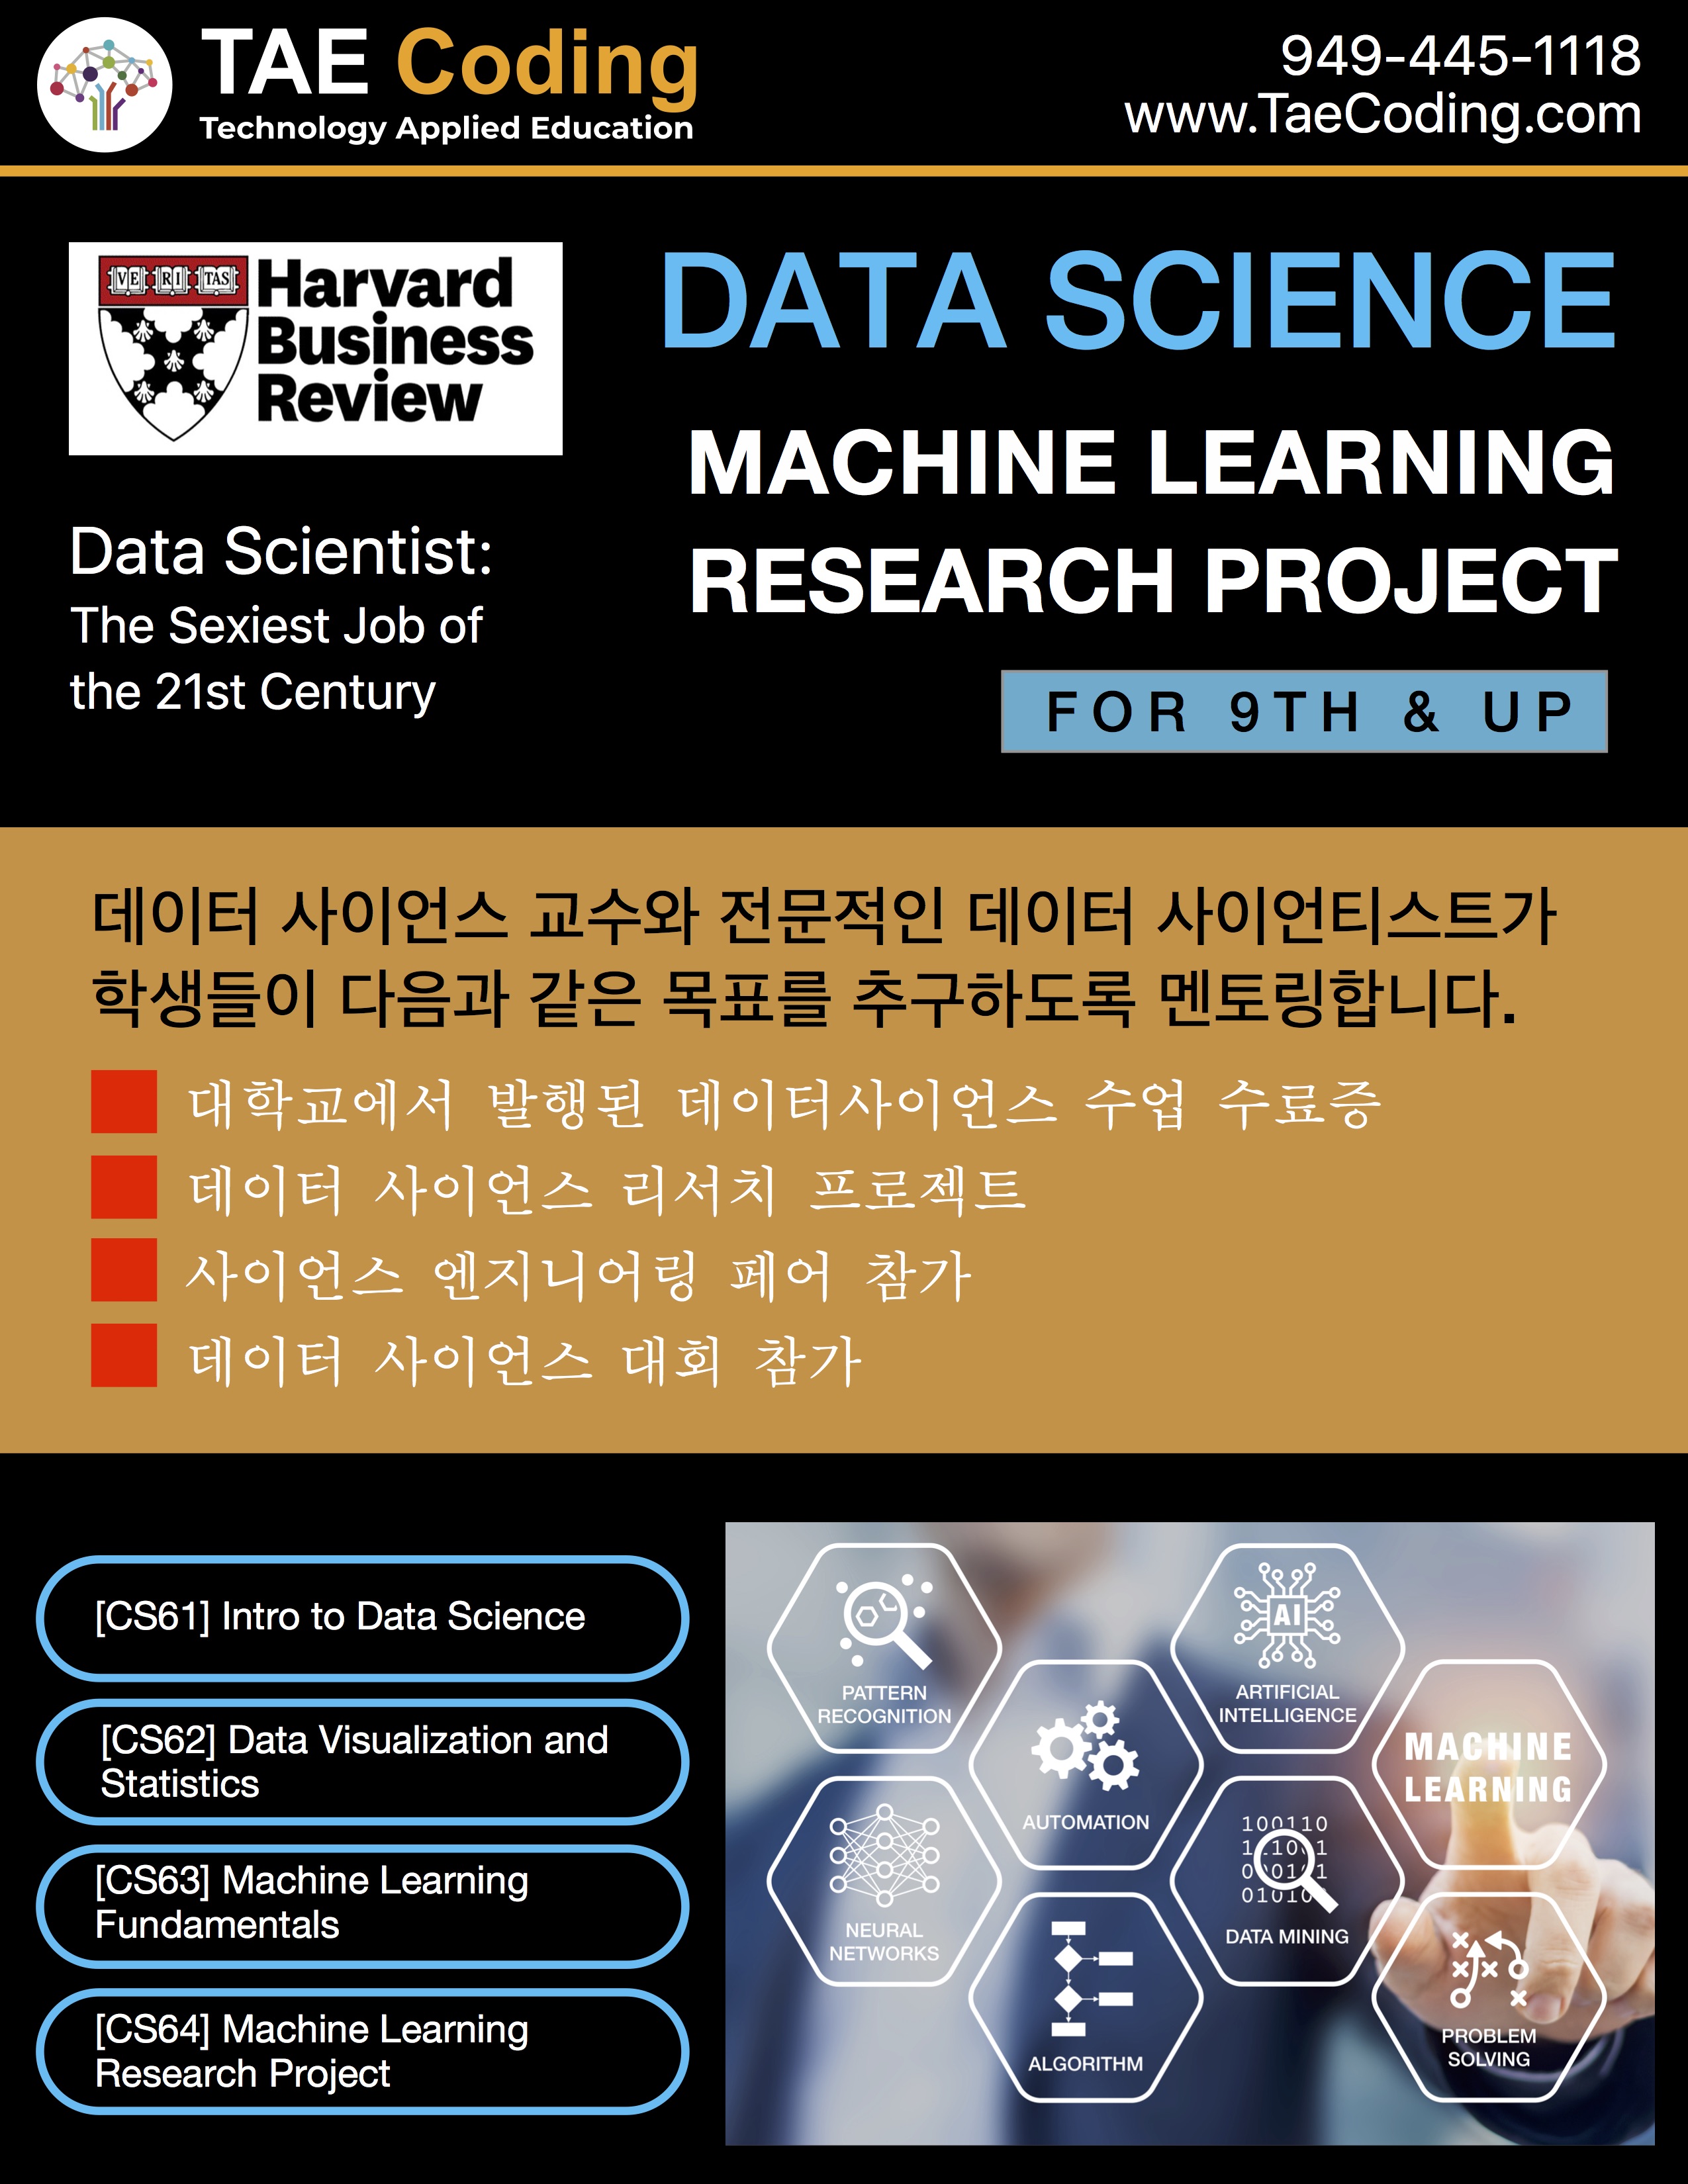 TAE Coding
Technology Applied Education
949-445-1118
www.TaeCoding.com
VE RI TAS
Harvard
Business
Review
Data Scientist:
The Sexiest Job of
the 21st Century
DATA SCIENCE
MACHINE LEARNING
RESEARCH PROJECT
FOR 9TH & UP
데이터 사이언스 교수와 전문적인 데이터 사이언티스트가
학생들이 다음과 같은 목표를 추구하도록 멘토링합니다.
대학교에서 발행된 데이터사이언스 수업 수료증
데이터 사이언스 리서치 프로젝트
사이언스 엔지니어링 페어 참가
데이터 사이언스 대회 참가
[CS61] Intro to Data Science
[CS62] Data Visualization and
Statistics
[CS63] Machine Learning
Fundamentals
[CS64] Machine Learning
Research Project
PATTERN
RECOGNITION
AI
ARTIFICIAL
INTELLIGENCE
AUTOMATION
MACHINE
LEARNING
NEURAL
NETWORKS
100110
DATA MINING
ALGORITHM
PROBLEM
SOLVING